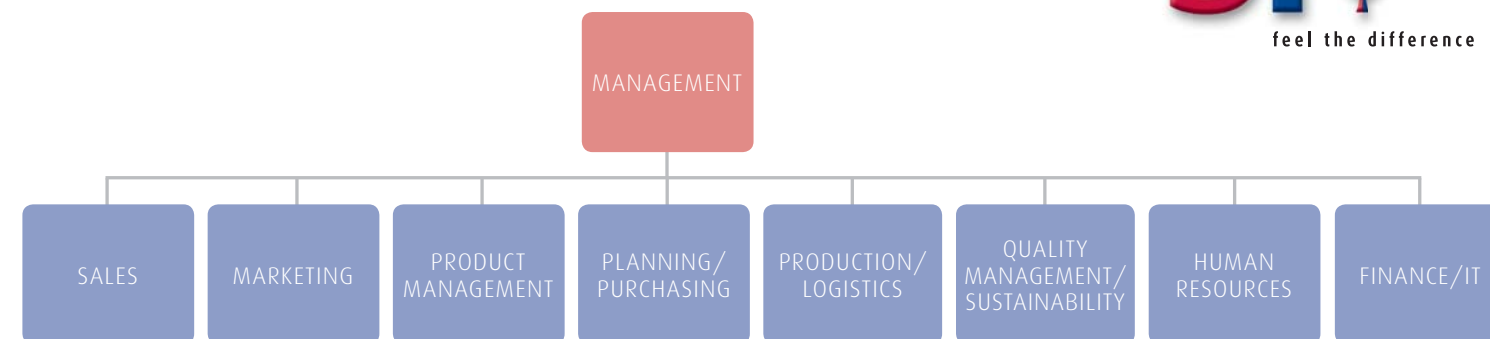 feel the difference
MANAGEMENT
SALES
MARKETING
PRODUCT
MANAGEMENT
PLANNING/
PURCHASING
PRODUCTION/
LOGISTICS
QUALITY
MANAGEMENT/
SUSTAINABILITY
HUMAN
RESOURCES
FINANCE/IT